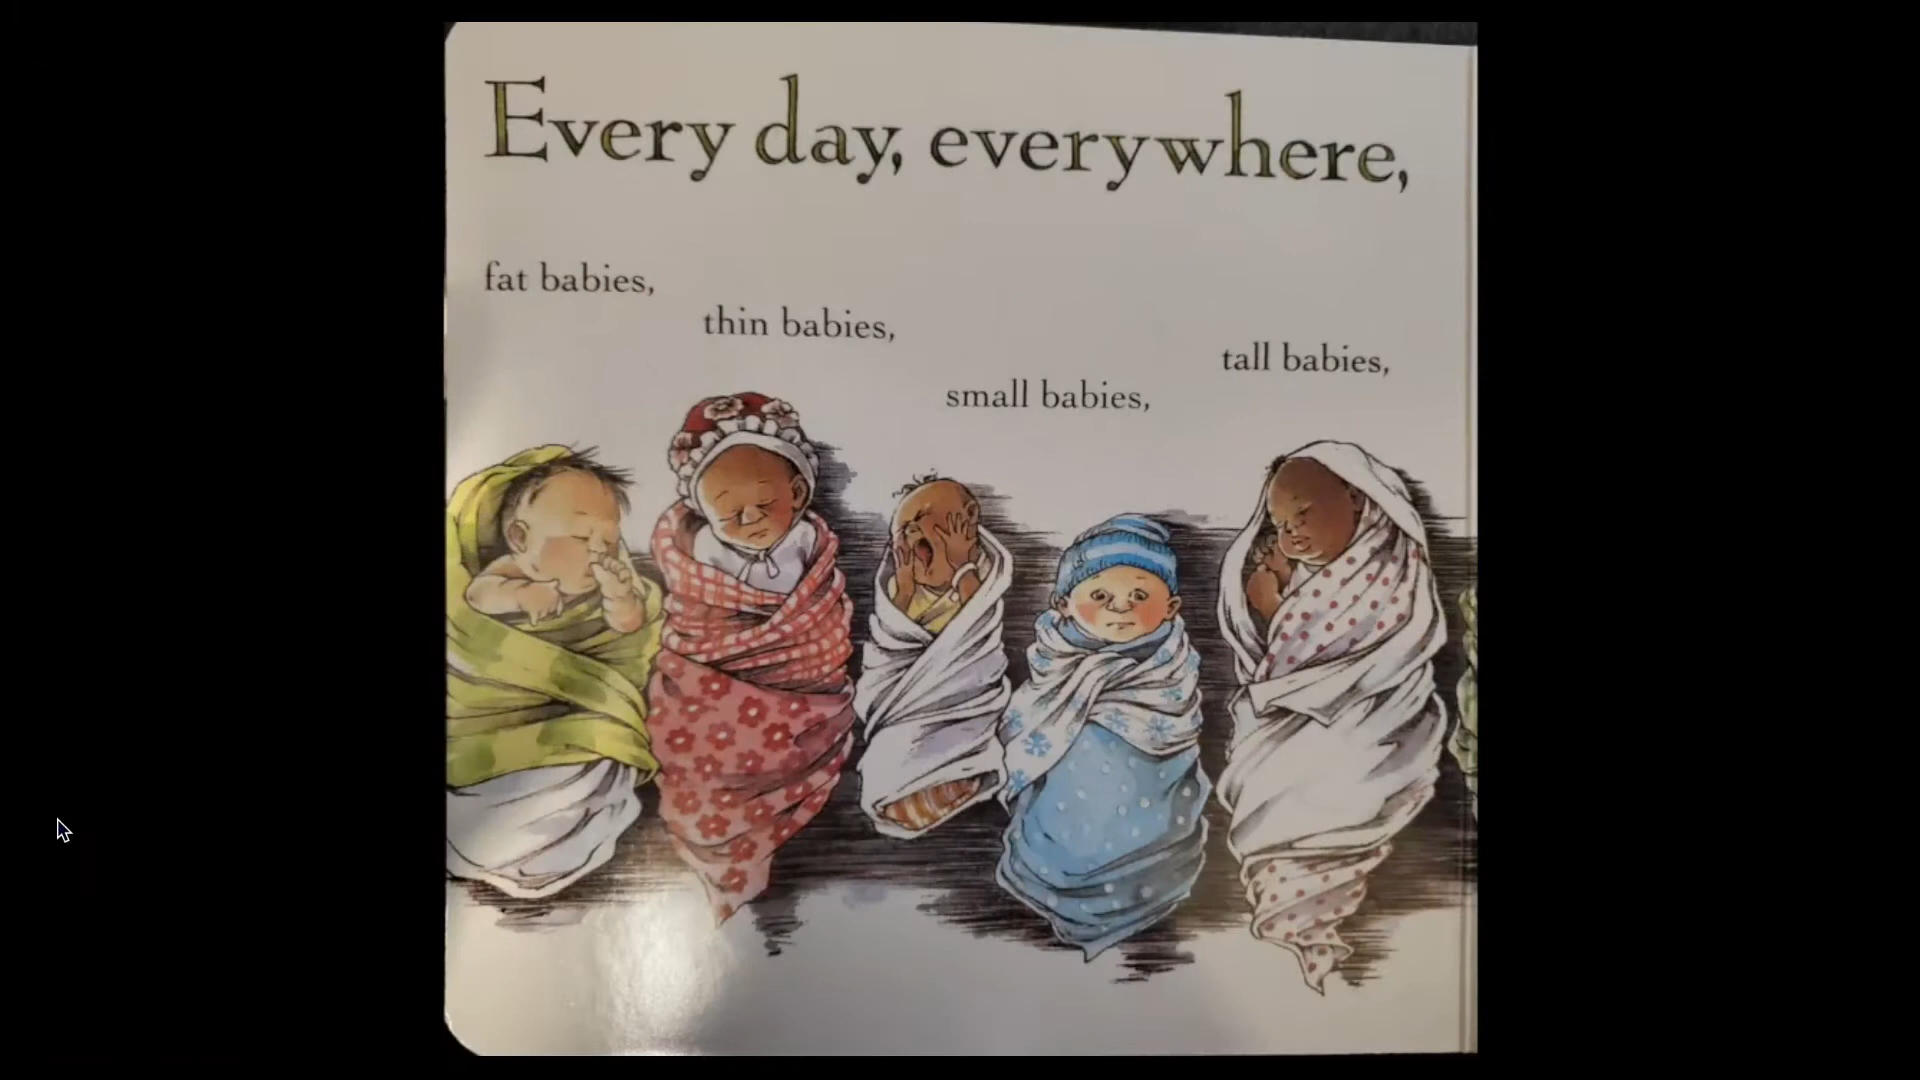 Every day, everywhere,
fat babies,
thin babies,
small babies,
tall babies,